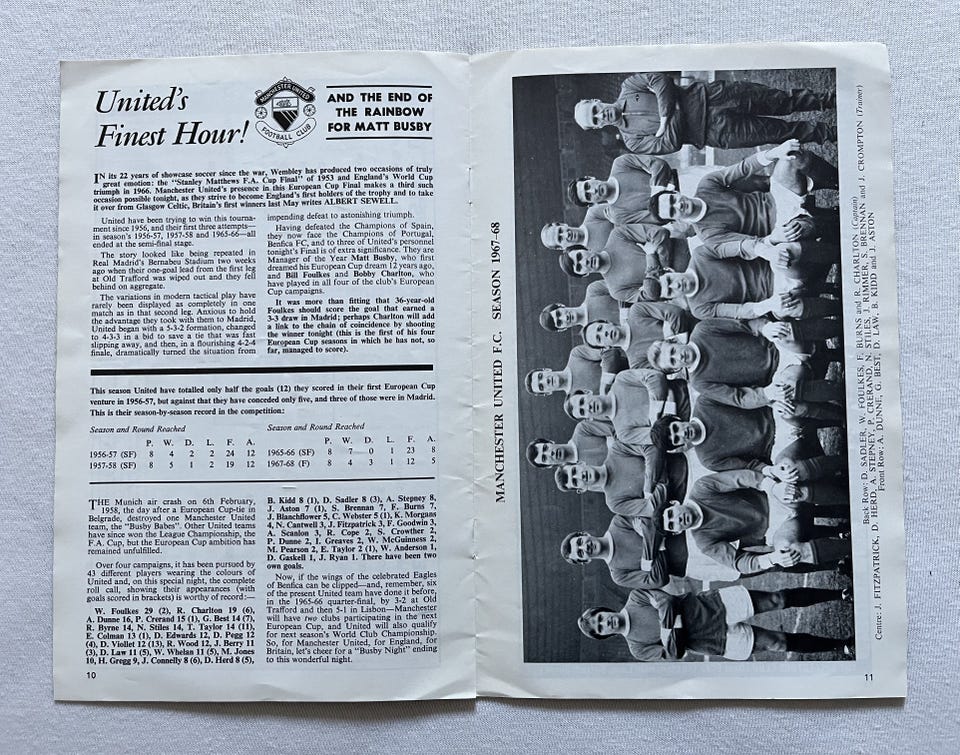 United's
Finest Hour!
MANCHESTER UNITED
FOOTBALL CLUB
AND THE END OF
THE RAINBOW
FOR MATT BUSBY
IN its 22 years of showcase soccer since the war, Wembley has produced two occasions of truly
great emotion: the "Stanley Matthews F.A. Cup Final" of 1953 and England's World Cup
triumph in 1966. Manchester United's presence in this European Cup Final makes a third such
occasion possible tonight, as they strive to become England's first holders of the trophy and to take
it over from Glasgow Celtic, Britain's first winners last May writes ALBERT SEWELL.
United have been trying to win this tourna-
ment since 1956, and their first three attempts—
in season's 1956-57, 1957-58 and 1965-66—all
ended at the semi-final stage.
The story looked like being repeated in
Real Madrid's Bernabeu Stadium two weeks
ago when their one-goal lead from the first leg
at Old Trafford was wiped out and they fell
behind on aggregate.
The variations in modern tactical play have
rarely been displayed as completely in one
match as in that second leg. Anxious to hold
the advantage they took with them to Madrid,
United began with a 5-3-2 formation, changed
to 4-3-3 in a bid to save a tie that was fast
slipping away, and then, in a flourishing 4-2-4
finale, dramatically turned the situation from
impending defeat to astonishing triumph.
Having defeated the Champions of Spain,
they now face the Champions of Portugal,
Benfica FC, and to three of United's personnel
tonight's Final is of extra significance. They are
Manager of the Year Matt Busby, who first
dreamed his European Cup dream 12 years ago,
and Bill Foulkes and Bobby Charlton, who
have played in all four of the club's European
Cup campaigns.
It was more than fitting that 36-year-old
Foulkes should score the goal that earned a
3-3 draw in Madrid; perhaps Charlton will add
a link to the chain of coincidence by shooting
the winner tonight (this is the first of his four
European Cup seasons in which he has not, so
far, managed to score).
This season United have totalled only half the goals (12) they scored in their first European Cup
venture in 1956-57, but against that they have conceded only five, and three of those were in Madrid.
This is their season-by-season record in the competition:
Season and Round Reached
P. W. D. L. F. A.
1956-57 (SF) 8 4 2 2 24 12
1957-58 (SF) 8 5 1 2 19 12
Season and Round Reached
P. W. D. L. F. A.
1965-66 (SF) 8 7 0 1 23 8
1967-68 (F) 8 4 3 1 12 5
THE Munich air crash on 6th February,
1958, the day after a European Cup-tie in
Belgrade, destroyed one Manchester United
team, the "Busby Babes". Other United teams
have since won the League Championship, the
F.A. Cup, but the European Cup ambition has
remained unfulfilled.
Over four campaigns, it has been pursued by
43 different players wearing the colours of
United and, on this special night, the complete
roll call, showing their appearances (with
goals scored in brackets) is worthy of record:—
W. Foulkes 29 (2), R. Charlton 19 (6),
A. Dunne 16, P. Crerand 15 (1), G. Best 14 (7),
R. Byrne 14, N. Stiles 14, T. Taylor 14 (11),
E. Colman 13 (1), D. Edwards 12, D. Pegg 12
(4), D. Viollet 12 (13), R. Wood 12, J. Berry 11
(3), D. Law 11 (5), W. Whelan 11 (5), M. Jones
10, H. Gregg 9, J. Connelly 8 (6), D. Herd 8 (5),
B. Kidd 8 (1), D. Sadler 8 (3), A. Stepney 8,
J. Aston 7 (1), S. Brennan 7, F. Burns 7,
J. Blanchflower 5, C. Webster 5 (1), K. Morgans
4, N. Cantwell 3, J. Fitzpatrick 3, F. Goodwin 3,
A. Scanlon 3, R. Cope 2, S. Crowther 2,
P. Dunne 2, I. Greaves 2, W. McGuinness 2,
M. Pearson 2, E. Taylor 2 (1), W. Anderson 1,
D. Gaskell 1, J. Ryan 1. There have been two
own goals.
Now, if the wings of the celebrated Eagles
of Benfica can be clipped—and, remember, six
of the present United team have done it before,
in the 1965-66 quarter-final, by 3-2 at Old
Trafford and then 5-1 in Lisbon—Manchester
will have two clubs participating in the next
European Cup, and United will also qualify
for next season's World Club Championship.
So, for Manchester United, for England, for
Britain, let's cheer for a "Busby Night" ending
to this wonderful night.
10
MANCHESTER UNITED F.C. SEASON 1967-68
Back Row: D. SADLER, W. FOULKES, F. BURNS and R. CHARLTON (Captain)
Centre: J. FITZPATRICK, D. HERD, A. STEPNEY, P. CRERAND, N. STILES, J. RIMMER, S. BRENNAN and J. CROMPTON (Trainer)
Front Row: A. DUNNE, G. BEST, D. LAW, B. KIDD and J. ASTON
11